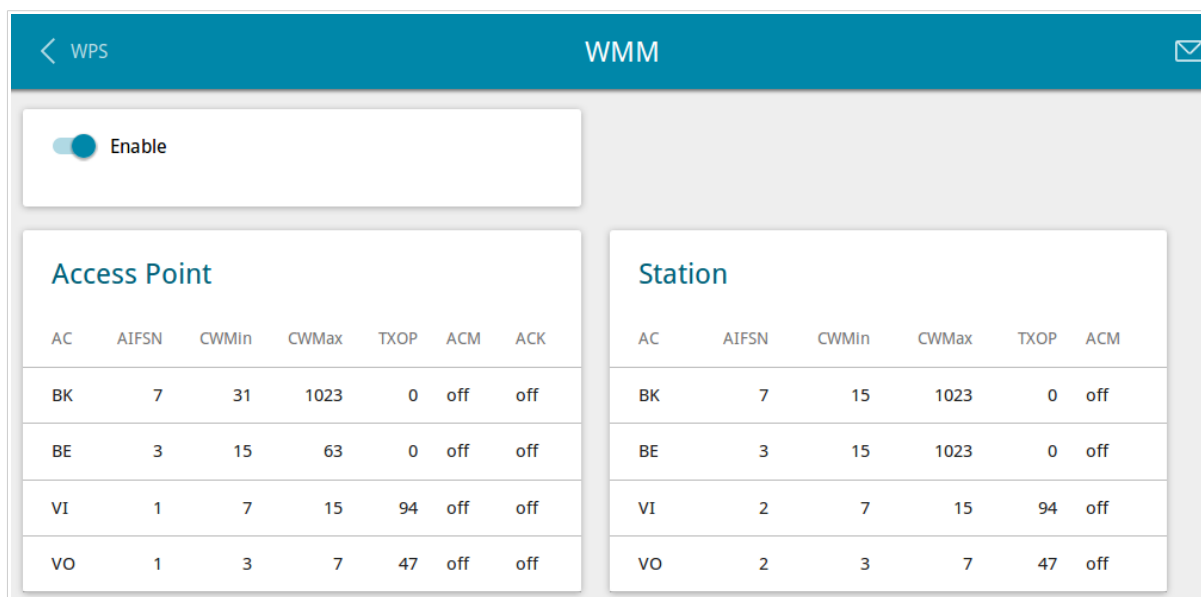 WPS WMM
Enable
Access Point
AC AIFSN CWMin CWMax TXOP ACM ACK
BK 7 31 1023 0 off off
BE 3 15 63 0 off off
VI 1 7 15 94 off off
VO 1 3 7 47 off off
Station
AC AIFSN CWMin CWMax TXOP ACM
BK 7 15 1023 0 off
BE 3 15 1023 0 off
VI 2 7 15 94 off
VO 2 3 7 47 off